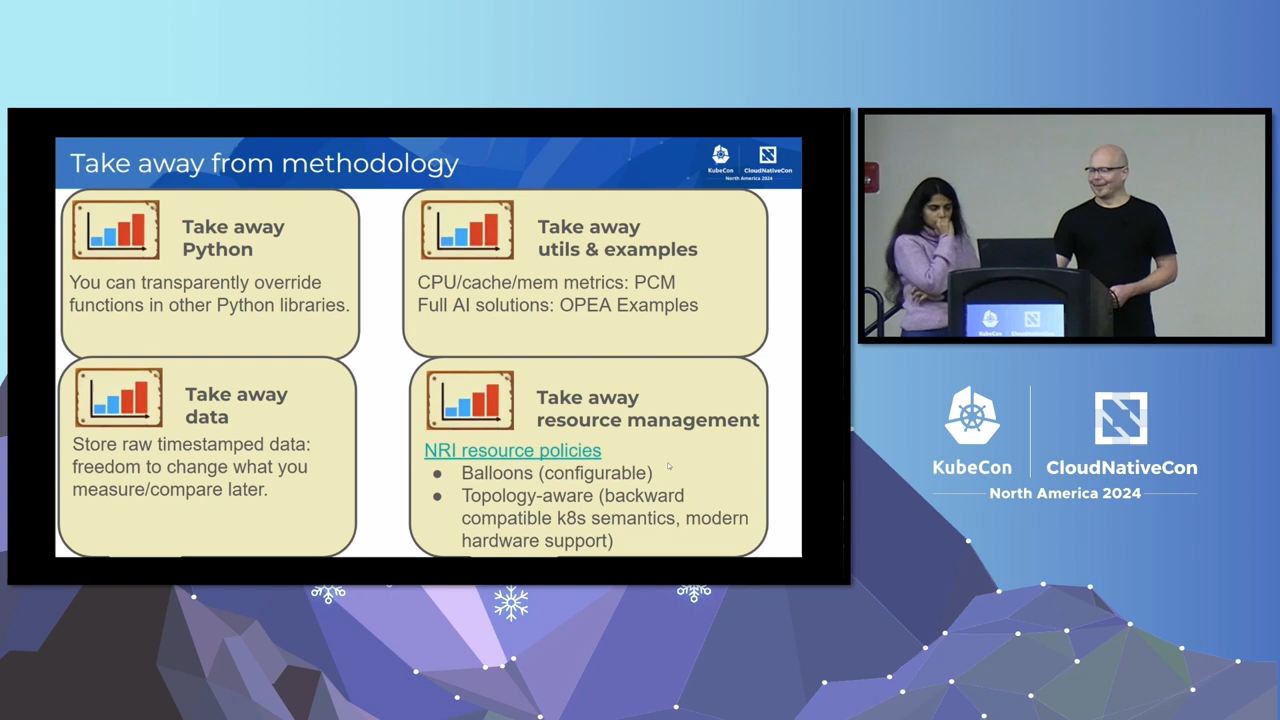 Take away from methodology
KubeCon
CloudNativeCon
North America 2024
Take away
Python
You can transparently override
functions in other Python libraries.
Take away
utils & examples
CPU/cache/mem metrics: PCM
Full AI solutions: OPEA Examples
Take away
data
Store raw timestamped data:
freedom to change what you
measure/compare later.
Take away
resource management
NRI resource policies
● Balloons (configurable)
● Topology-aware (backward
compatible k8s semantics, modern
hardware support)
KubeCon
CloudNativeCon
KubeCon
CloudNativeCon
North America 2024